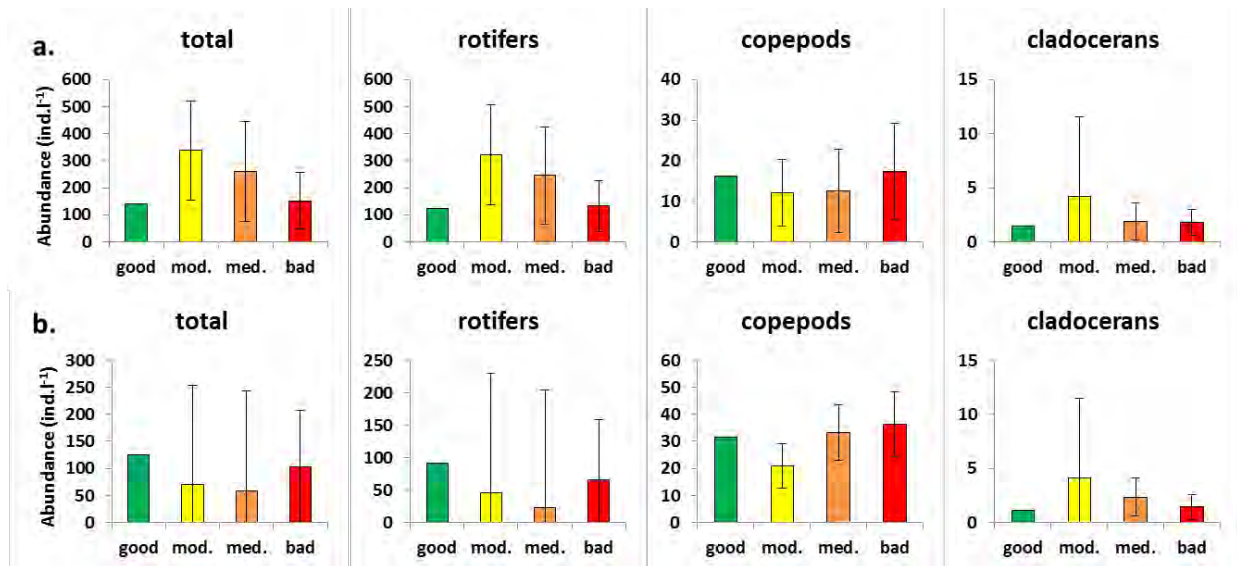 a.
total
rotifers
copepods
cladocerans
Abundance (ind.l⁻¹)
600
500
400
300
200
100
0
good mod. med. bad
600
500
400
300
200
100
0
good mod. med. bad
40
30
20
10
0
good mod. med. bad
15
10
5
0
good mod. med. bad
b.
total
rotifers
copepods
cladocerans
Abundance (ind.l⁻¹)
300
250
200
150
100
50
0
good mod. med. bad
250
200
150
100
50
0
good mod. med. bad
60
50
40
30
20
10
0
good mod. med. bad
15
10
5
0
good mod. med. bad